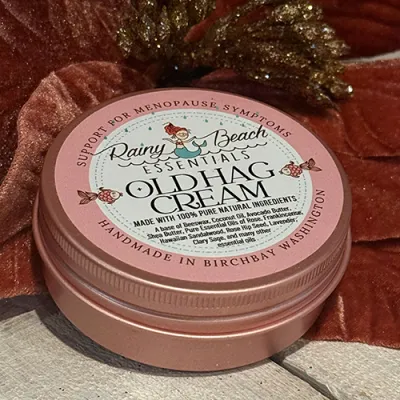 SUPPORT FOR MENOPAUSE SYMPTOMS
Rainy Beach
ESSENTIALS
OLD HAG
CREAM
MADE WITH 100% PURE NATURAL INGREDIENTS
A base of Beeswax, Coconut Oil, Avocado Butter,
Shea Butter, Pure Essential Oils of Rose, Frankincense,
Hawaiian Sandalwood, Rose Hip Seed, Lavender,
Clary Sage, and many other
essential oils
HANDMADE IN BIRCHBAY WASHINGTON